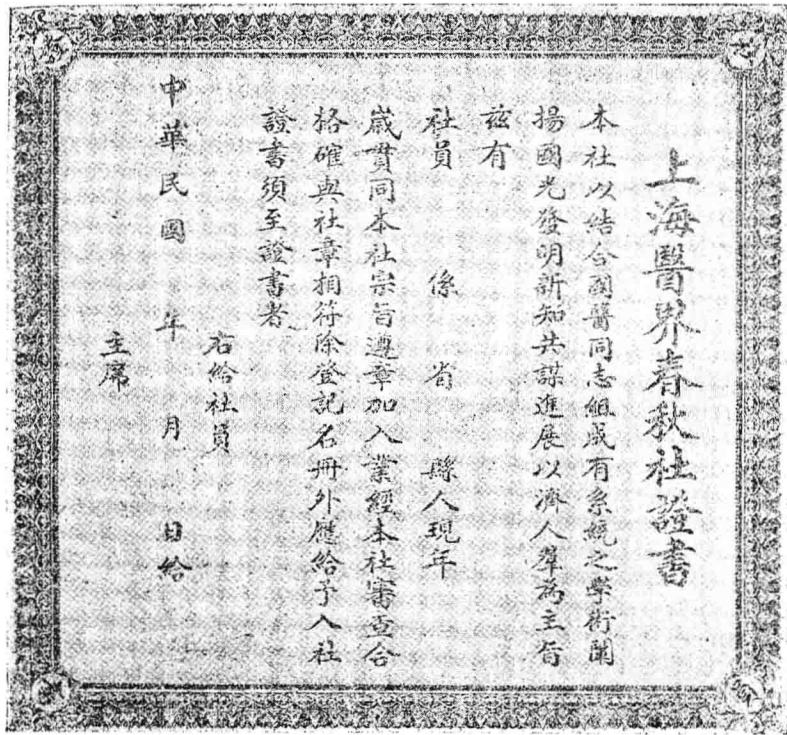 上海醫界春秋社證書
本社以結合國醫同志組成有系統之學術闡
揚國光發明新知共謀進展以濟人羣為主旨
兹有
社員　係　省　縣人現年
歲贊同本社宗旨遵章加入業經本社審查合
格確與社章相符除登記名冊外應給予入社
證書須至證書者
右給社員
中華民國　年　月　日給
主席